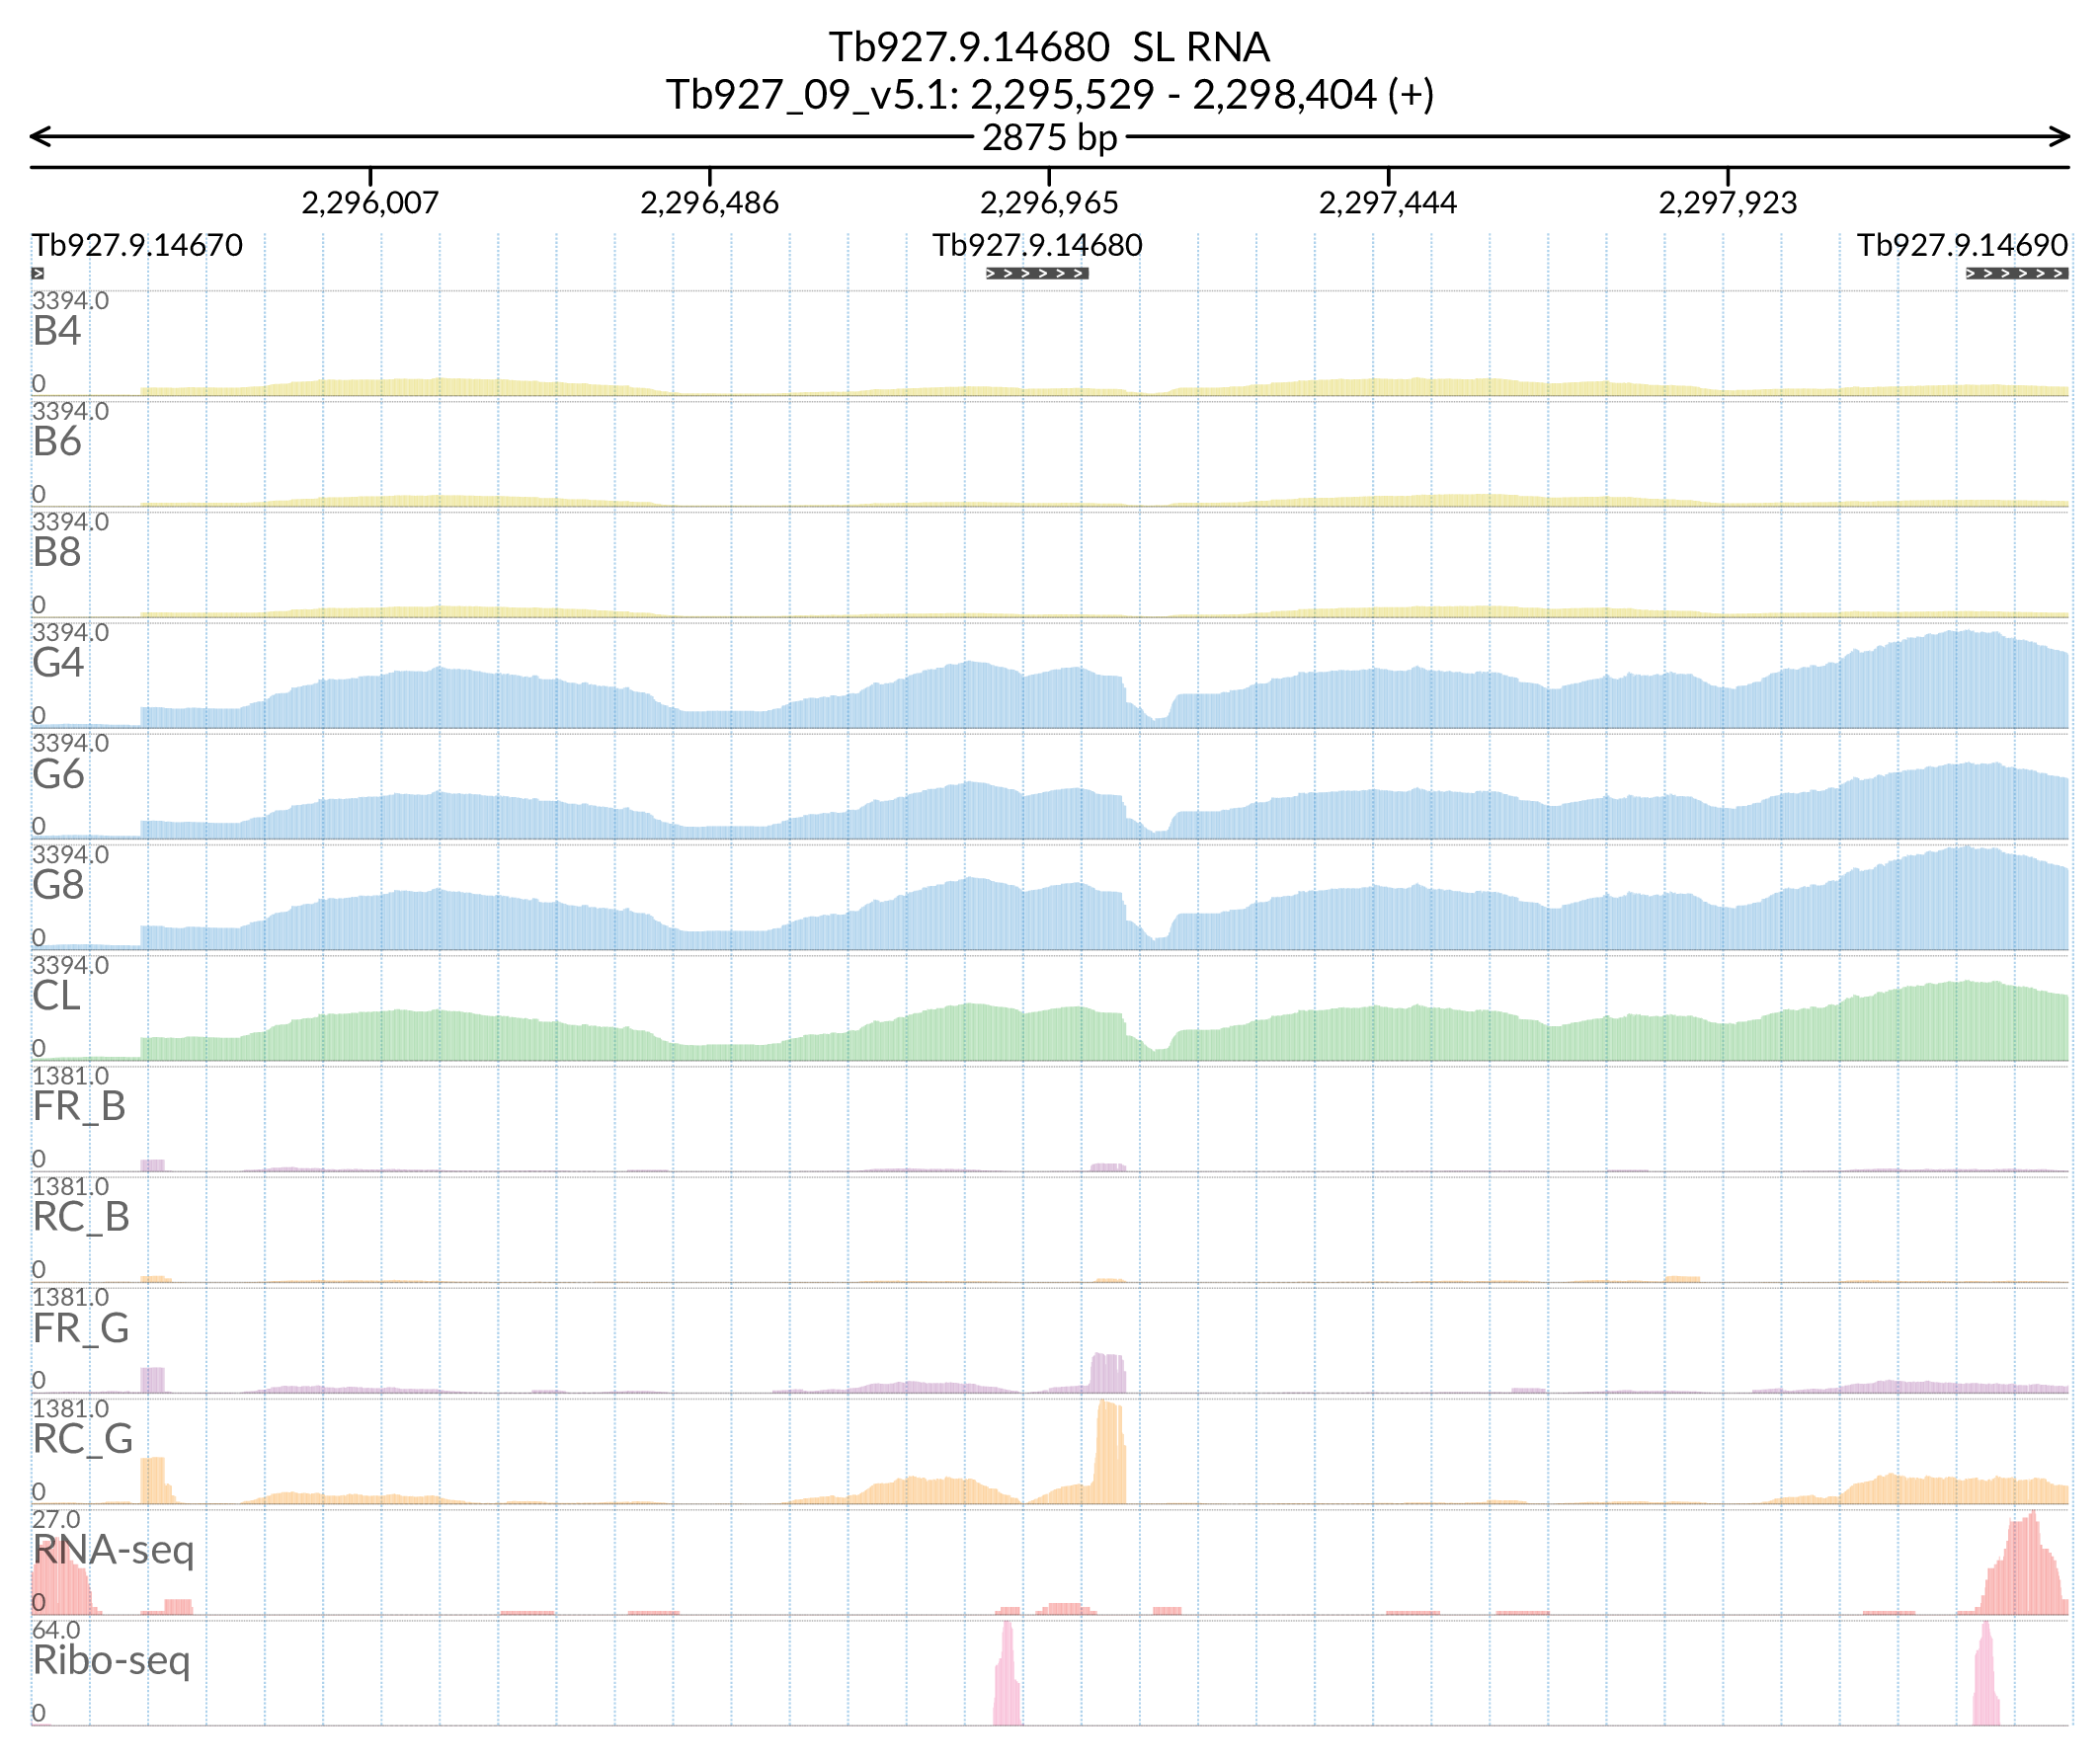 Tb927.9.14680 SL RNA
Tb927_09_v5.1: 2,295,529 - 2,298,404 (+)
2875 bp
2,296,007 2,296,486 2,296,965 2,297,444 2,297,923
Tb927.9.14670 Tb927.9.14680 Tb927.9.14690
3394.0
B4
0
3394.0
B6
0
3394.0
B8
0
3394.0
G4
0
3394.0
G6
0
3394.0
G8
0
3394.0
CL
0
1381.0
FR_B
0
1381.0
RC_B
0
1381.0
FR_G
0
1381.0
RC_G
0
27.0
RNA-seq
0
64.0
Ribo-seq
0